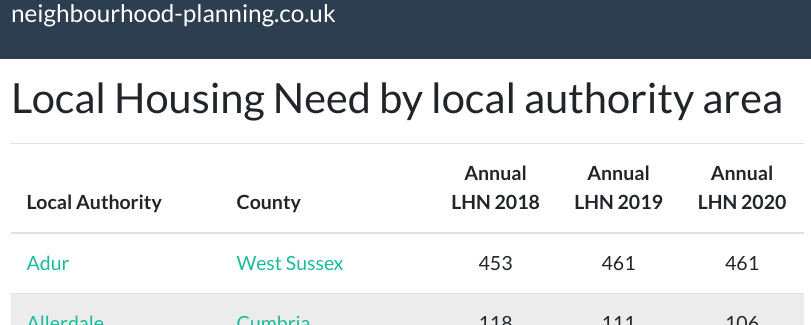 neighbourhood-planning.co.uk
Local Housing Need by local authority area
Annual Annual Annual
Local Authority County LHN 2018 LHN 2019 LHN 2020
Adur West Sussex 453 461 461
Allerdale Cumbria 118 111 106